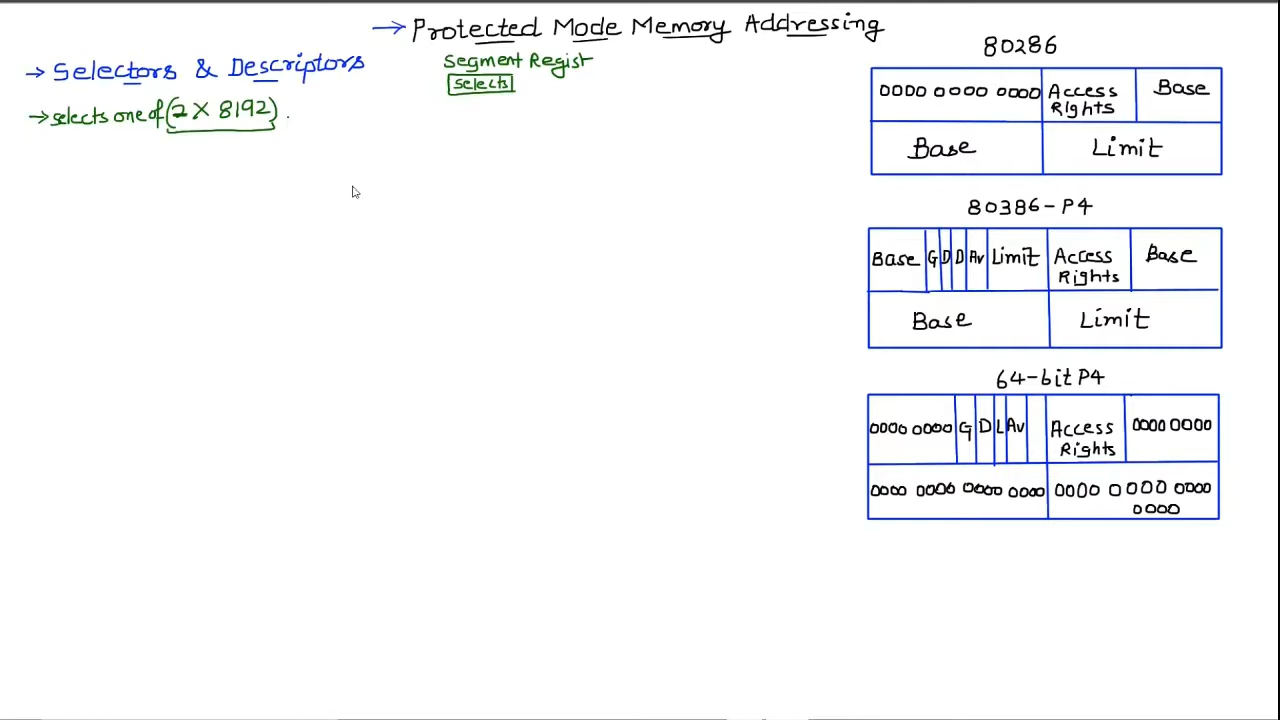 → Protected Mode Memory Addressing
→ Selectors & Descriptors
Segment Regist
selects
→ selects one of (2 X 8192).
80286
0000 0000 0000 Access Rights Base
Base Limit
80386-P4
Base G D D Av Limit Access Rights Base
Base Limit
64-bit P4
0000 0000 G D L Av Access Rights 0000 0000
0000 0000 0000 0000 0000 0000 0000
0000